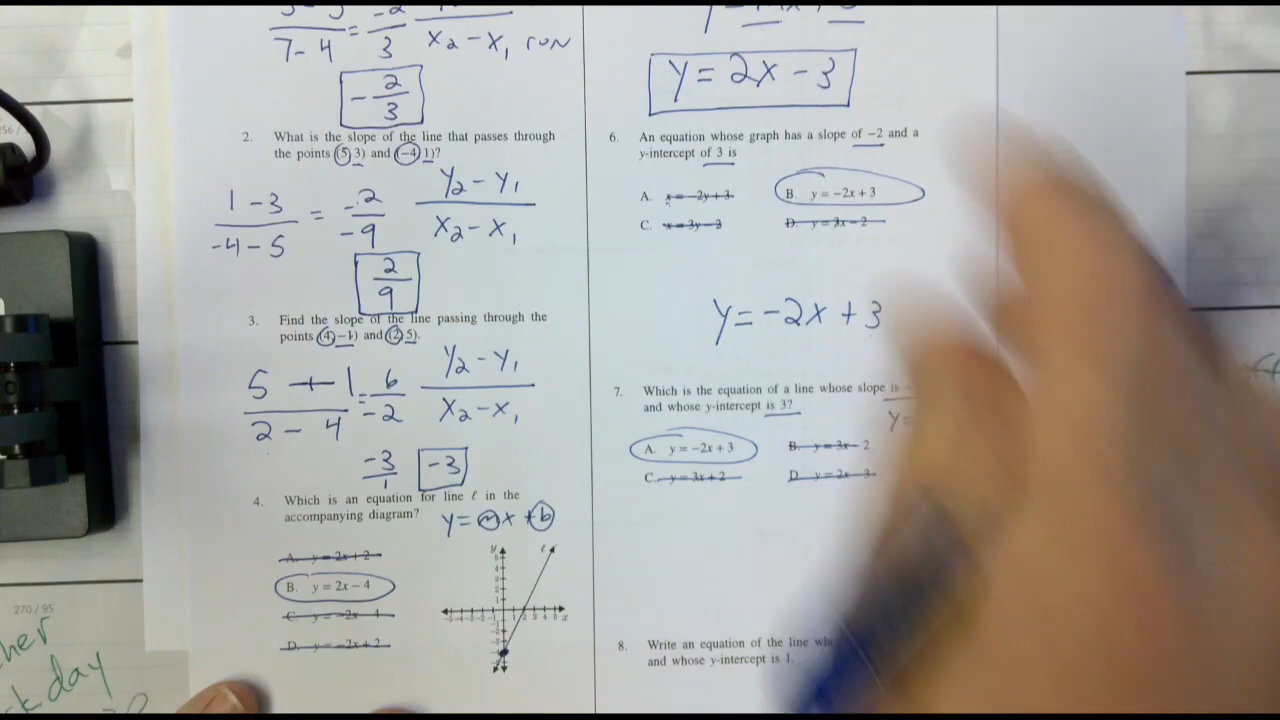 7 - 4 = -2/3 x₂ - x₁ run
- 2/3
2. What is the slope of the line that passes through
the points (5, 3) and (-4, 1)?
1 - 3 / -4 - 5 = -2 / -9 y₂ - y₁ / x₂ - x₁
2/9
3. Find the slope of the line passing through the
points (4, -1) and (2, 5).
5 + 1 / 2 - 4 = 6 / -2 y₂ - y₁ / x₂ - x₁
-3/1 -3
4. Which is an equation for line ℓ in the
accompanying diagram?
y = mx + b
A. y = 2x + 2
B. y = 2x - 4
C. y = -2x - 4
D. y = -2x + 2
y = 2x - 3
6. An equation whose graph has a slope of -2 and a
y-intercept of 3 is
A. x = -2y + 3 B. y = -2x + 3
C. x = 3y - 2 D. y = 3x - 2
y = -2x + 3
7. Which is the equation of a line whose slope is
and whose y-intercept is 3?
y =
A. y = -2x + 3 B. y = 3x - 2
C. y = 3x + 2 D. y = 2x - 3
8. Write an equation of the line
and whose y-intercept is 1.
270 / 95
day